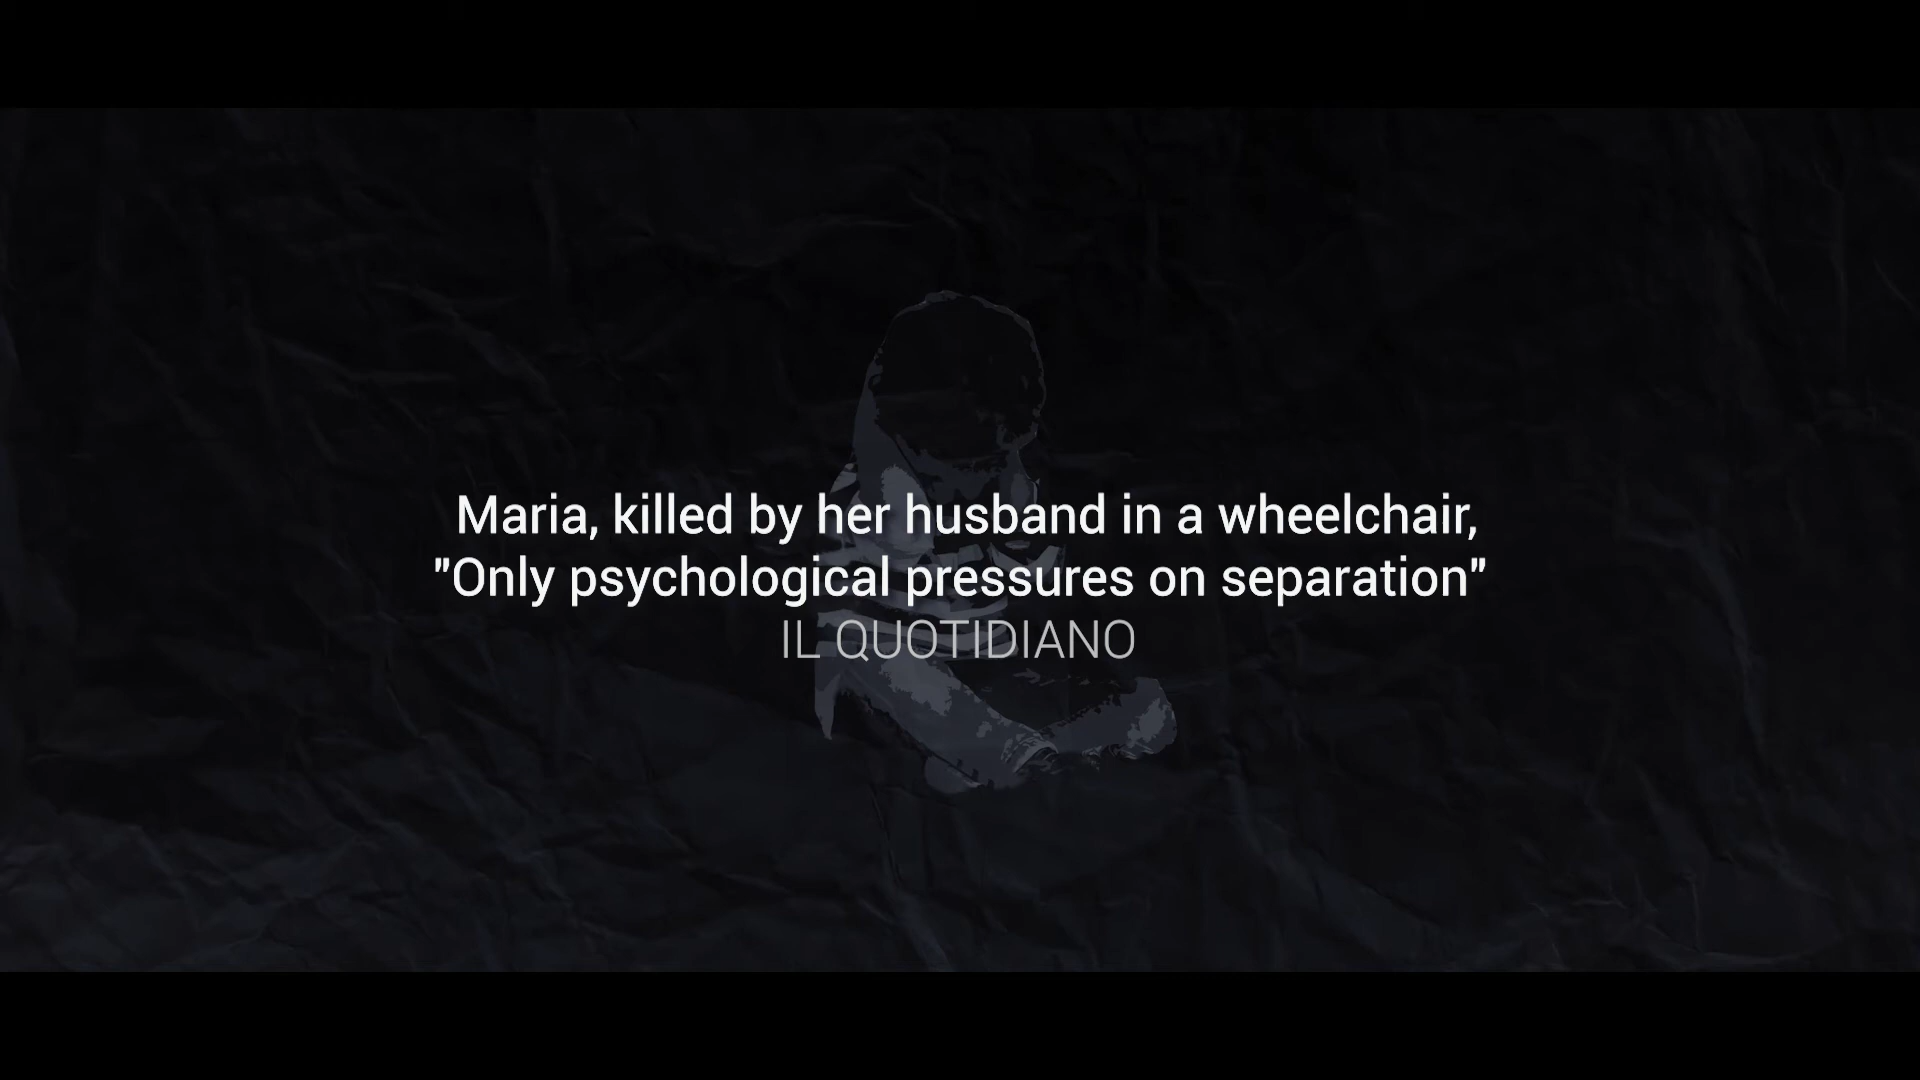 Maria, killed by her husband in a wheelchair,
"Only psychological pressures on separation"
IL QUOTIDIANO